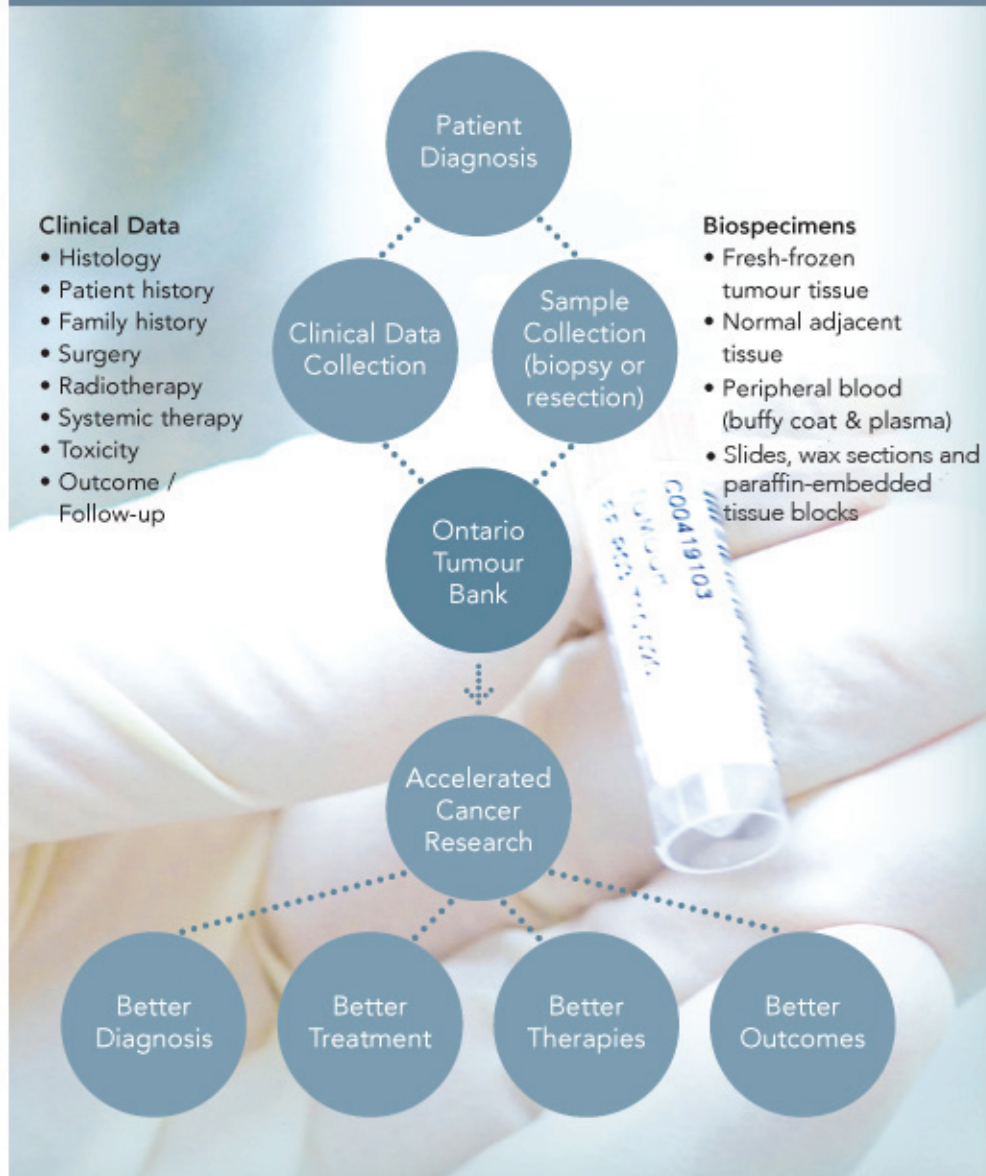 Patient
Diagnosis
Clinical Data
• Histology
• Patient history
• Family history
• Surgery
• Radiotherapy
• Systemic therapy
• Toxicity
• Outcome /
Follow-up
Clinical Data
Collection
Sample
Collection
(biopsy or
resection)
Biospecimens
• Fresh-frozen
tumour tissue
• Normal adjacent
tissue
• Peripheral blood
(buffy coat & plasma)
• Slides, wax sections and
paraffin-embedded
tissue blocks
Ontario
Tumour
Bank
C00419103
Accelerated
Cancer
Research
Better
Diagnosis
Better
Treatment
Better
Therapies
Better
Outcomes